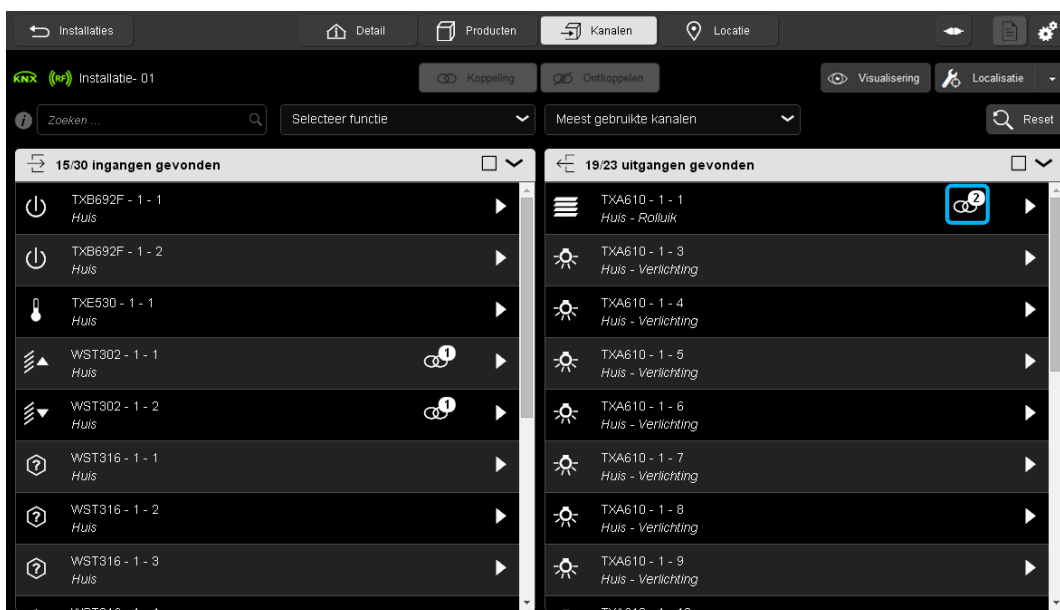 Installaties
Detail
Producten
Kanalen
Locatie
KNX
RF
Installatie- 01
Koppeling
Ontkoppelen
Visualisering
Localisatie
i
Zoeken ...
Selecteer functie
Meest gebruikte kanalen
Reset
15/30 ingangen gevonden
TXB692F - 1 - 1
Huis
TXB692F - 1 - 2
Huis
TXE530 - 1 - 1
Huis
WST302 - 1 - 1
Huis
1
WST302 - 1 - 2
Huis
1
WST316 - 1 - 1
Huis
?
WST316 - 1 - 2
Huis
?
WST316 - 1 - 3
Huis
?
19/23 uitgangen gevonden
TXA610 - 1 - 1
Huis - Rolluik
2
TXA610 - 1 - 3
Huis - Verlichting
TXA610 - 1 - 4
Huis - Verlichting
TXA610 - 1 - 5
Huis - Verlichting
TXA610 - 1 - 6
Huis - Verlichting
TXA610 - 1 - 7
Huis - Verlichting
TXA610 - 1 - 8
Huis - Verlichting
TXA610 - 1 - 9
Huis - Verlichting